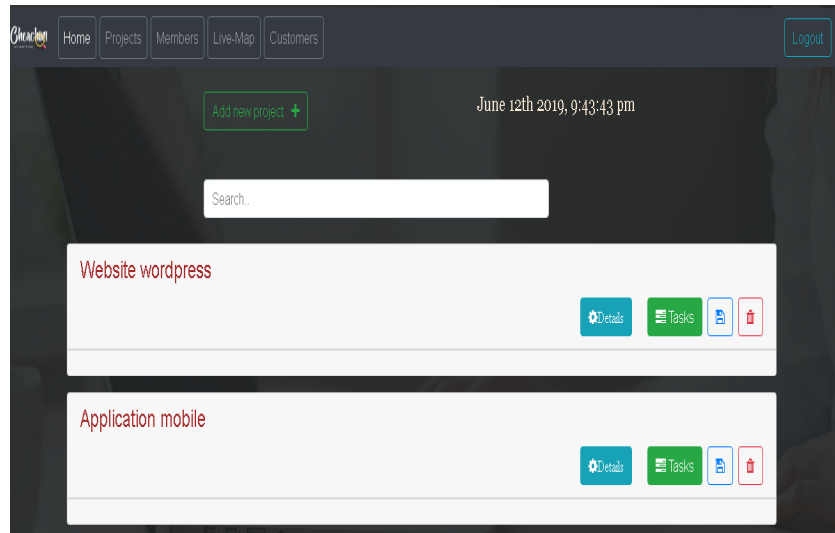 Home Projects Members Live-Map Customers Logout
Add new project + June 12th 2019, 9:43:43 pm
Search..
Website wordpress
Details Tasks
Application mobile
Details Tasks